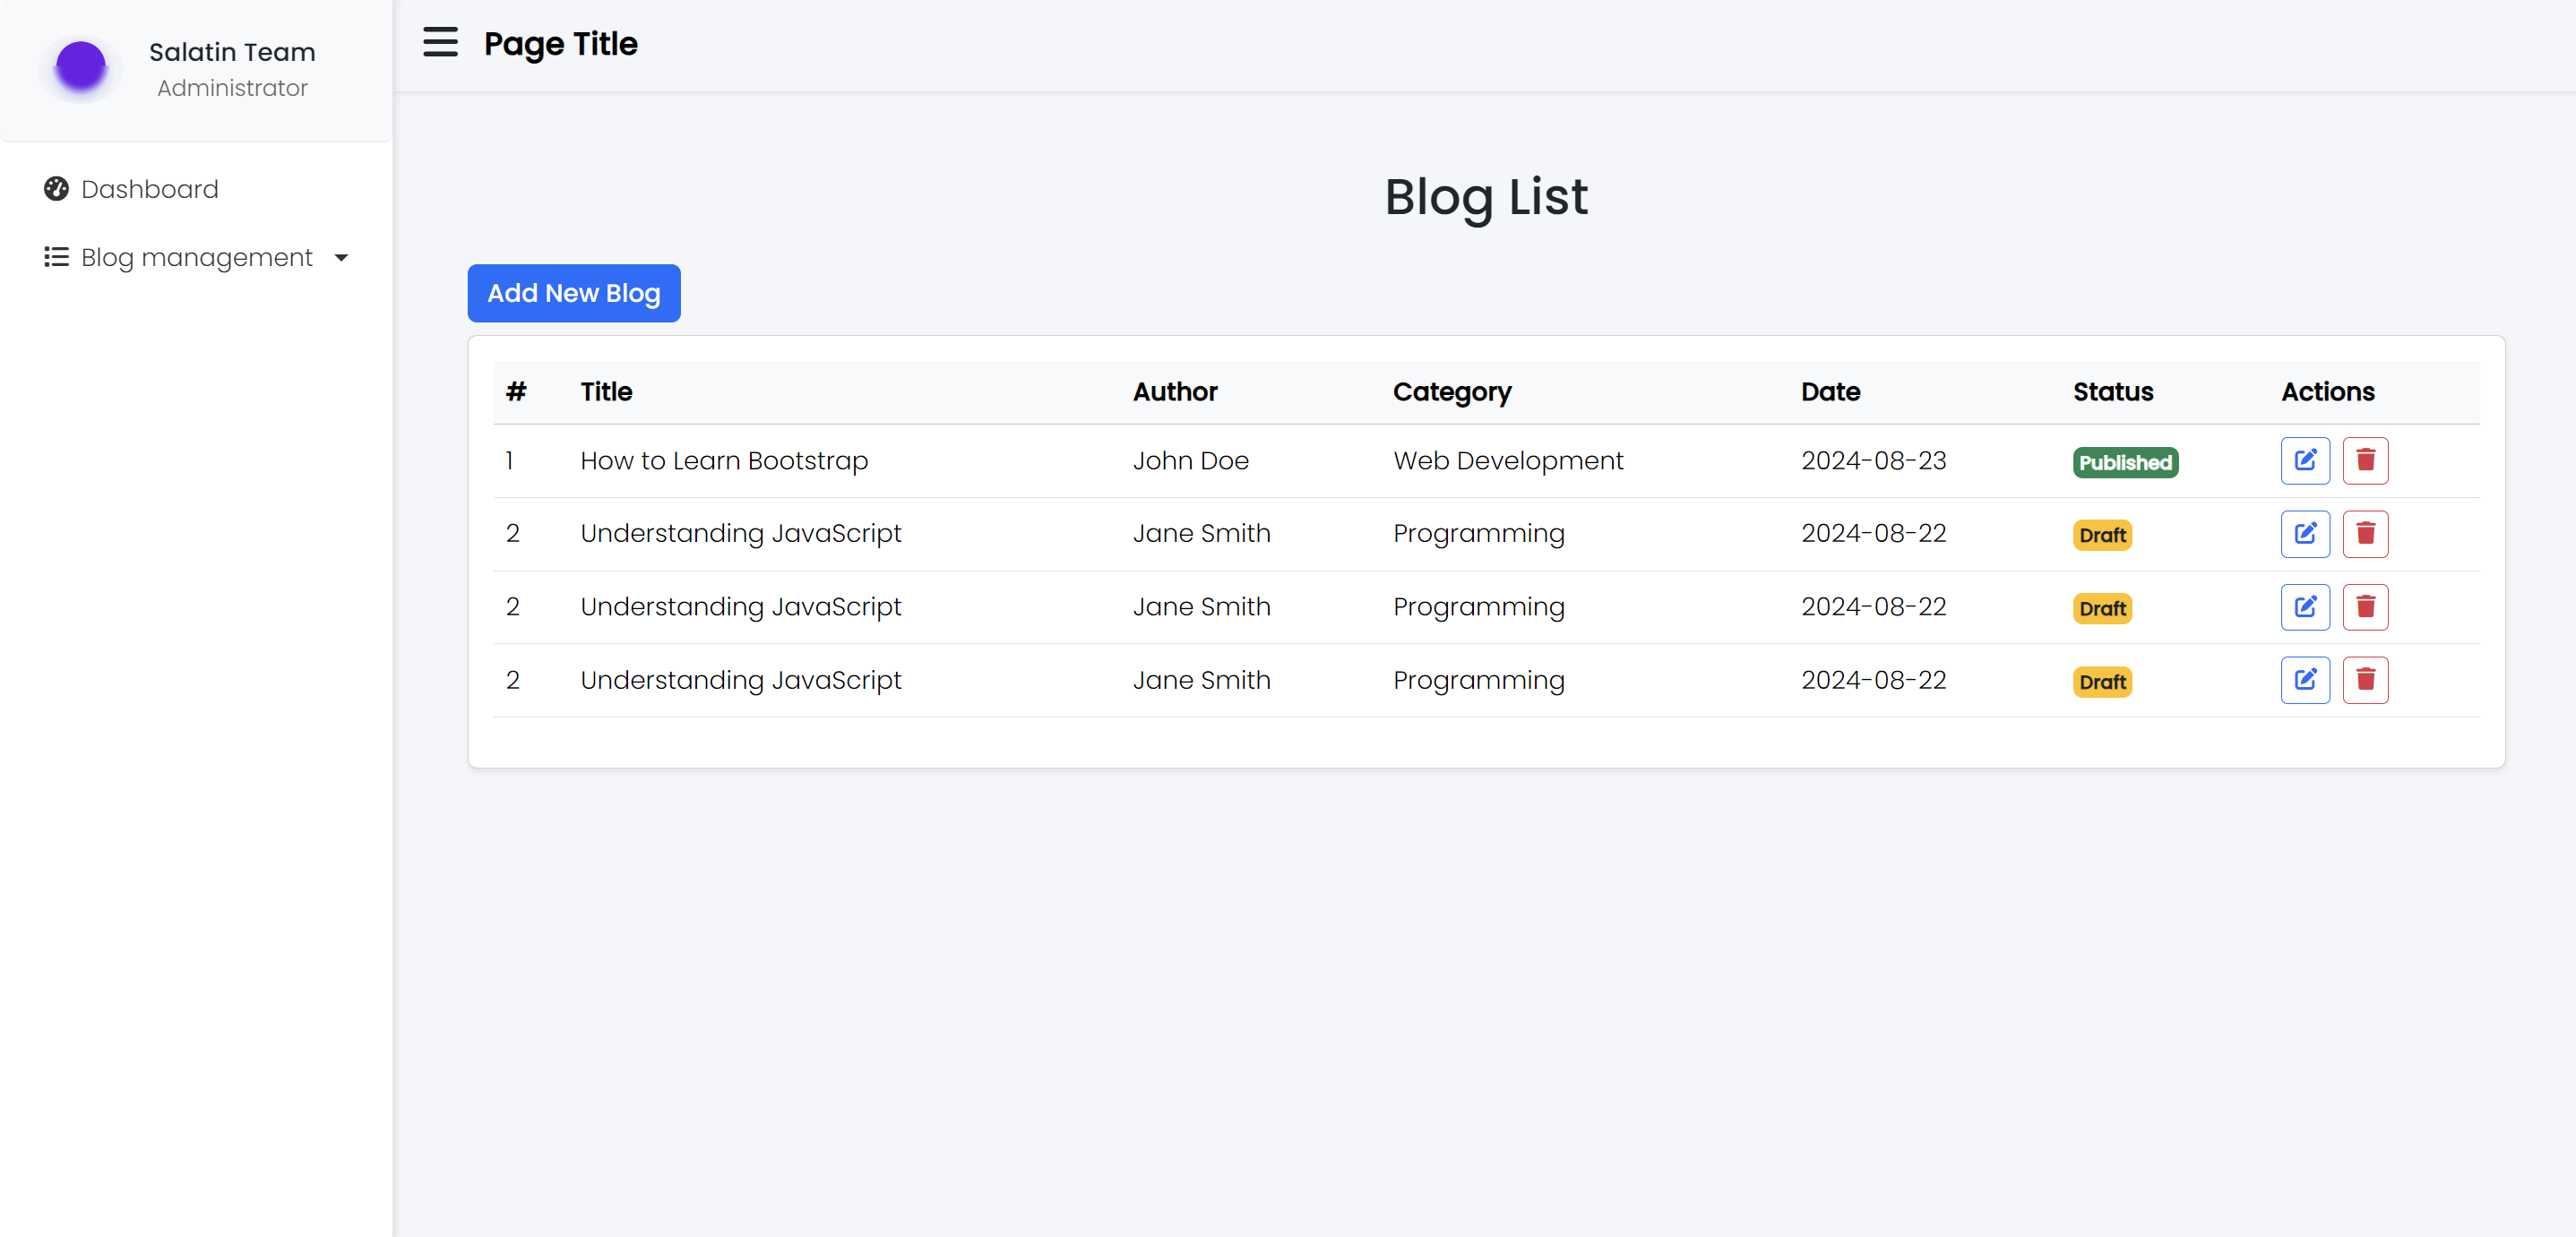 Salatin Team
Administrator
Dashboard
Blog management
Page Title
Blog List
Add New Blog
# Title Author Category Date Status Actions
1 How to Learn Bootstrap John Doe Web Development 2024-08-23 Published
2 Understanding JavaScript Jane Smith Programming 2024-08-22 Draft
2 Understanding JavaScript Jane Smith Programming 2024-08-22 Draft
2 Understanding JavaScript Jane Smith Programming 2024-08-22 Draft